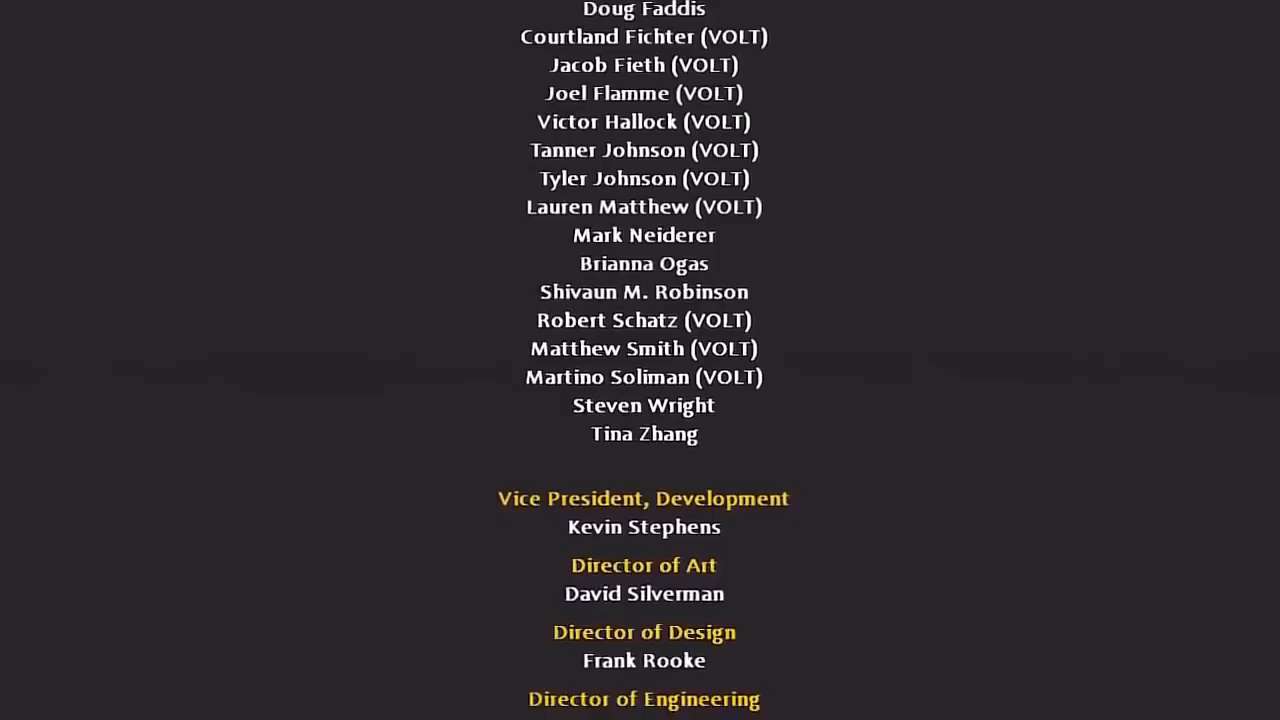 Doug Faddis
Courtland Fichter (VOLT)
Jacob Fieth (VOLT)
Joel Flamme (VOLT)
Victor Hallock (VOLT)
Tanner Johnson (VOLT)
Tyler Johnson (VOLT)
Lauren Matthew (VOLT)
Mark Neiderer
Brianna Ogas
Shivaun M. Robinson
Robert Schatz (VOLT)
Matthew Smith (VOLT)
Martino Soliman (VOLT)
Steven Wright
Tina Zhang
Vice President, Development
Kevin Stephens
Director of Art
David Silverman
Director of Design
Frank Rooke
Director of Engineering